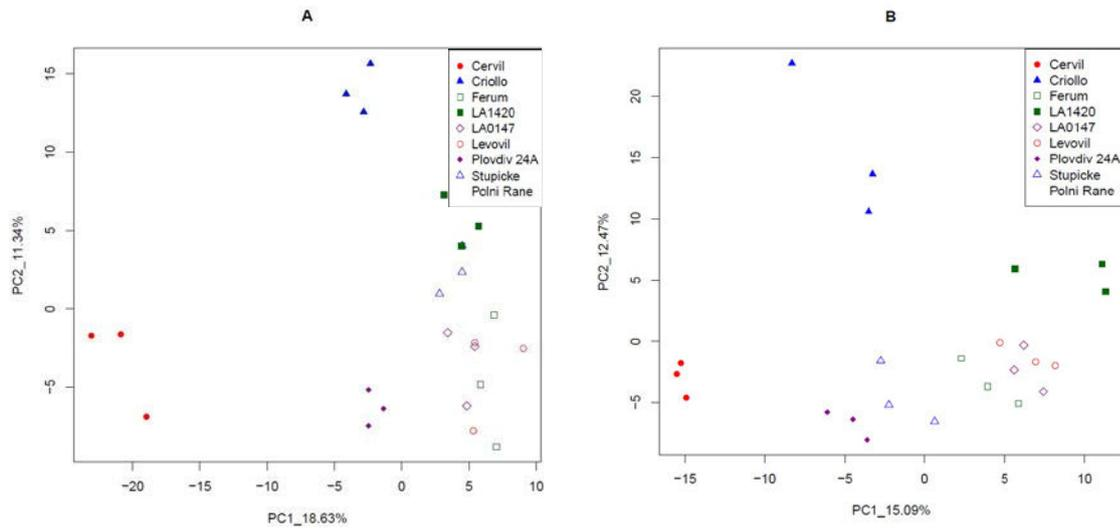 A
15
10
5
0
−5
PC2_11.34%
−20
−15
−10
−5
0
5
10
PC1_18.63%
Cervil
Criollo
Ferum
LA1420
LA0147
Levovil
Plovdiv 24A
Stupicke
Polni Rane
B
20
15
10
5
0
−5
PC2_12.47%
−15
−10
−5
0
5
10
PC1_15.09%
Cervil
Criollo
Ferum
LA1420
LA0147
Levovil
Plovdiv 24A
Stupicke
Polni Rane